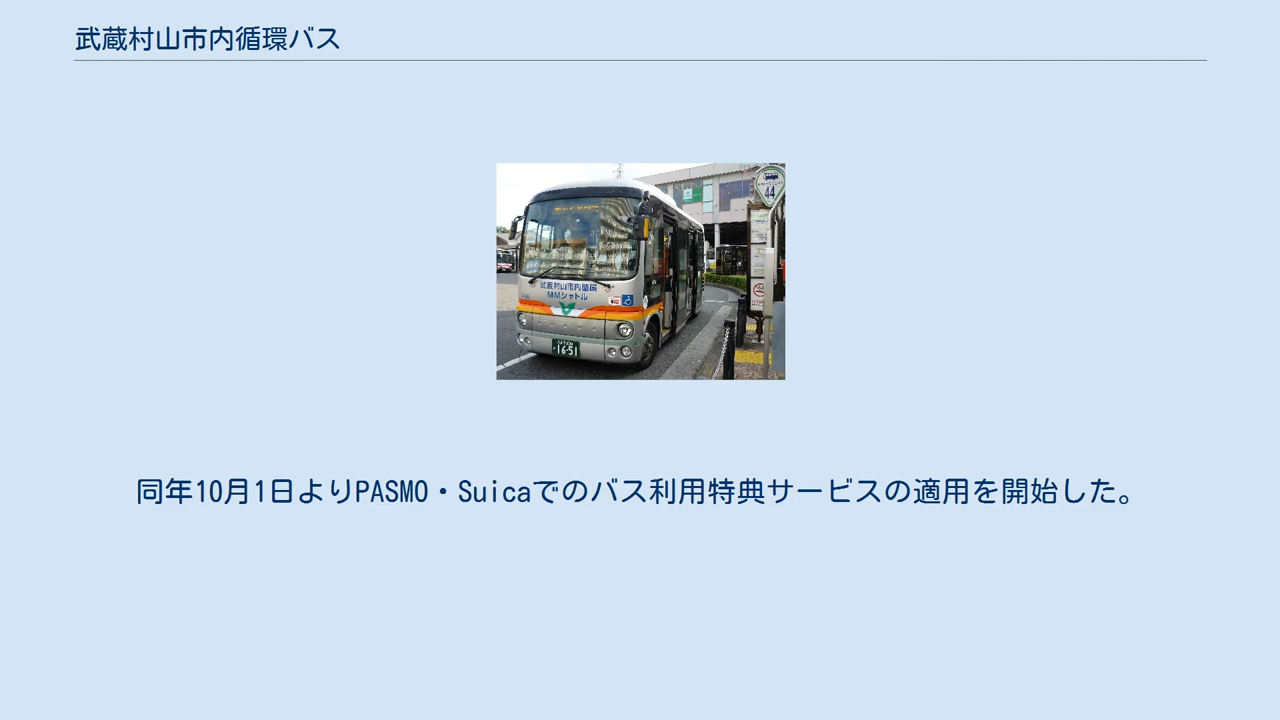 武蔵村山市内循環バス
44
武蔵村山市内循環
MMシャトル
16-51
同年10月1日よりPASMO・Suicaでのバス利用特典サービスの適用を開始した。